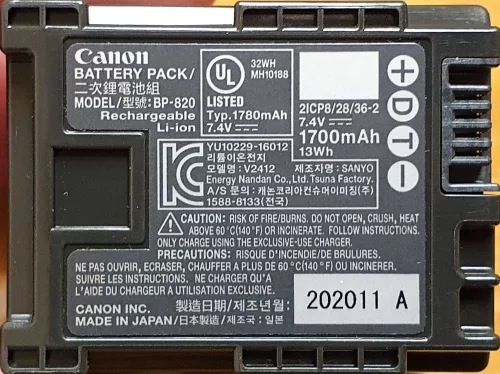 Canon
BATTERY PACK/
二次鋰電池組
MODEL/型號: BP-820
Rechargeable
Li-ion
UL
LISTED
32WH
MH10188
Typ.1780mAh
7.4V
2ICP8/28/36-2
7.4V
1700mAh
13Wh
+
D
T
−
YU10229-16012
리튬이온전지
모델명 : V2412 제조자명 : SANYO
Energy Nandan Co., Ltd.Tsuna Factory.
A/S 문의 : 캐논코리아컨슈머이미징(주)
1588-8133(전국)
CAUTION: RISK OF FIRE/BURNS. DO NOT OPEN, CRUSH, HEAT
ABOVE 60 °C (140 °F) OR INCINERATE. FOLLOW INSTRUCTIONS.
ONLY CHARGE USING THE EXCLUSIVE-USE CHARGER.
PRECAUTIONS: RISQUE D'INCENDIE/DE BRULURES.
NE PAS OUVRIR, ECRASER, CHAUFFER A PLUS DE 60 °C (140 °F) OU INCINERER.
SUIVRE LES INSTRUCTIONS. NE CHARGER QU'A
L'AIDE DU CHARGEUR A UTILISATION EXCLUSIVE.
CANON INC. 製造日期/제조년월:
MADE IN JAPAN/日本製造/제조국 : 일본
202011 A